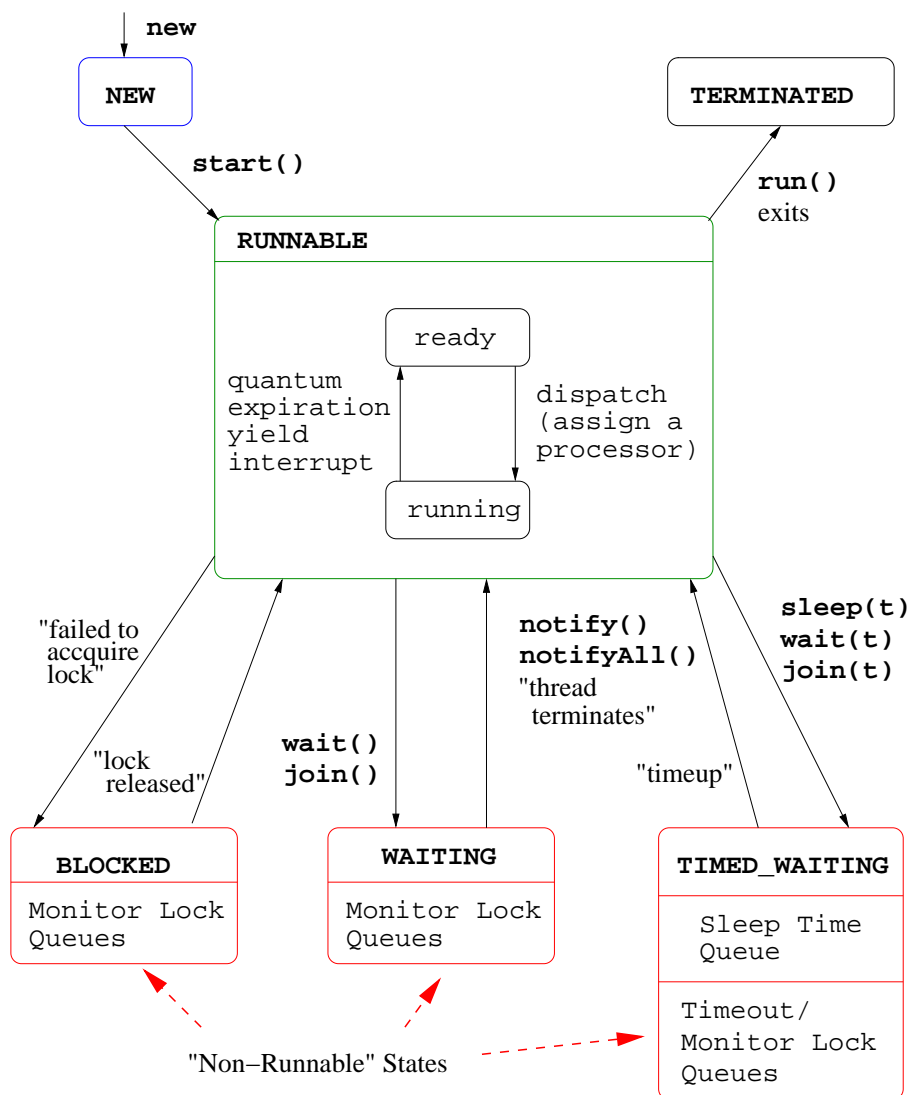 new
NEW
TERMINATED
start()
run()
exits
RUNNABLE
ready
quantum
expiration
yield
interrupt
dispatch
(assign a
processor)
running
"failed to
accquire
lock"
"lock
released"
wait()
join()
notify()
notifyAll()
"thread
terminates"
"timeup"
sleep(t)
wait(t)
join(t)
BLOCKED
Monitor Lock
Queues
WAITING
Monitor Lock
Queues
TIMED_WAITING
Sleep Time
Queue
Timeout/
Monitor Lock
Queues
"Non−Runnable" States